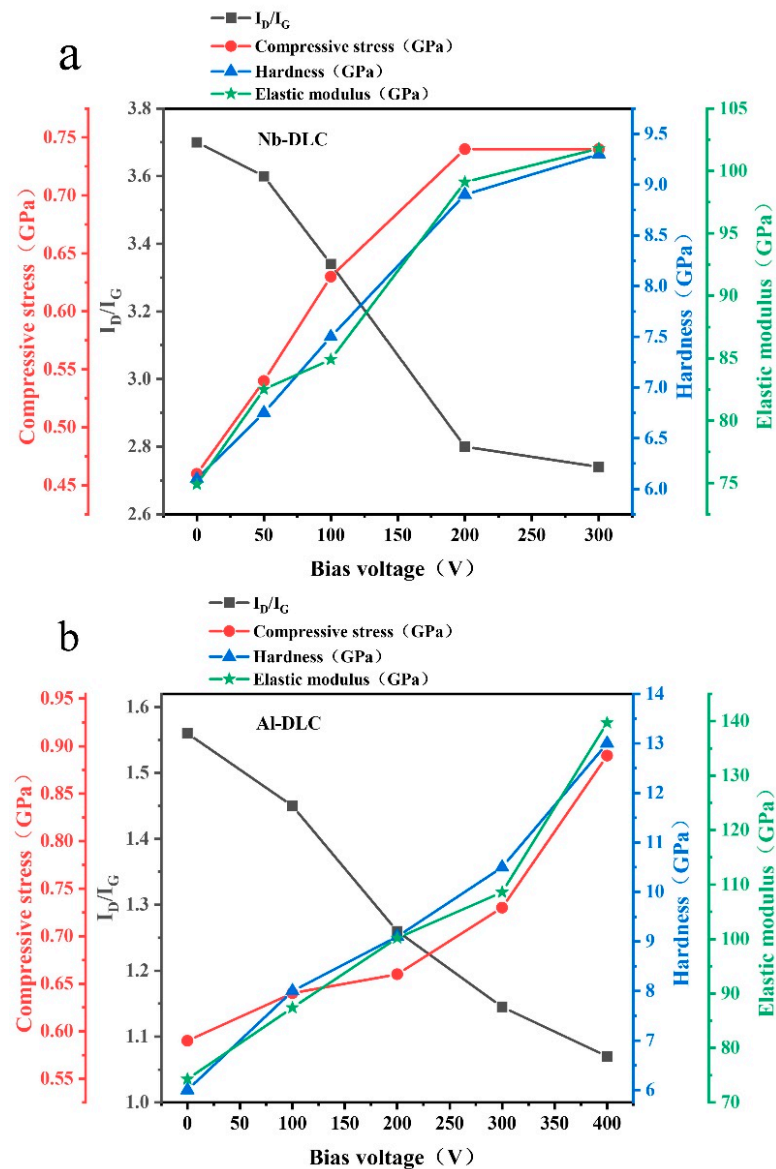 a
I_D/I_G
Compressive stress（GPa）
Hardness（GPa）
Elastic modulus（GPa）
Nb-DLC
Compressive stress（GPa）
0.75
0.70
0.65
0.60
0.55
0.50
0.45
I_D/I_G
3.8
3.6
3.4
3.2
3.0
2.8
2.6
Hardness（GPa）
9.5
9.0
8.5
8.0
7.5
7.0
6.5
6.0
Elastic modulus（GPa）
105
100
95
90
85
80
75
0 50 100 150 200 250 300
Bias voltage（V）
b
I_D/I_G
Compressive stress（GPa）
Hardness（GPa）
Elastic modulus（GPa）
Al-DLC
Compressive stress（GPa）
0.95
0.90
0.85
0.80
0.75
0.70
0.65
0.60
0.55
I_D/I_G
1.6
1.5
1.4
1.3
1.2
1.1
1.0
Hardness（GPa）
14
13
12
11
10
9
8
7
6
Elastic modulus（GPa）
140
130
120
110
100
90
80
70
0 50 100 150 200 250 300 350 400
Bias voltage（V）